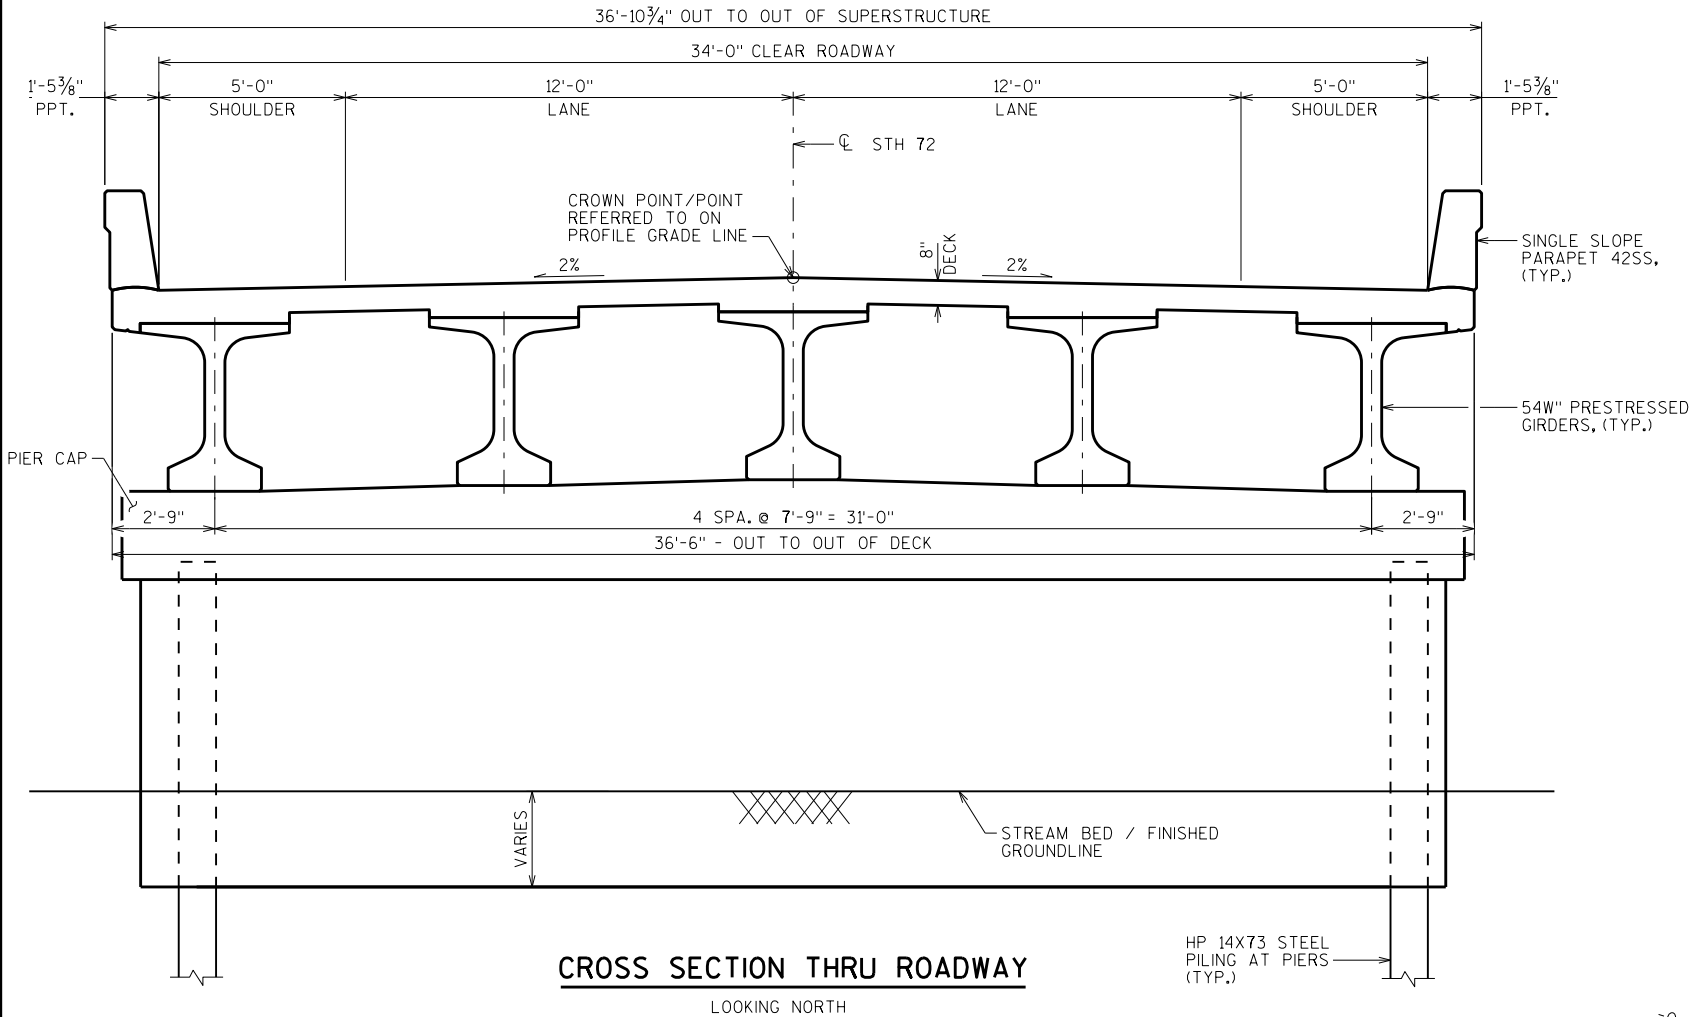 36'-10¾" OUT TO OUT OF SUPERSTRUCTURE
34'-0" CLEAR ROADWAY
1'-5⅜"
PPT.
5'-0"
SHOULDER
12'-0"
LANE
12'-0"
LANE
5'-0"
SHOULDER
1'-5⅜"
PPT.
℄ STH 72
CROWN POINT/POINT
REFERRED TO ON
PROFILE GRADE LINE
2%
8"
DECK
2%
SINGLE SLOPE
PARAPET 42SS,
(TYP.)
54W" PRESTRESSED
GIRDERS, (TYP.)
PIER CAP
2'-9"
4 SPA. @ 7'-9" = 31'-0"
2'-9"
36'-6" - OUT TO OUT OF DECK
VARIES
STREAM BED / FINISHED
GROUNDLINE
HP 14X73 STEEL
PILING AT PIERS
(TYP.)
CROSS SECTION THRU ROADWAY
LOOKING NORTH